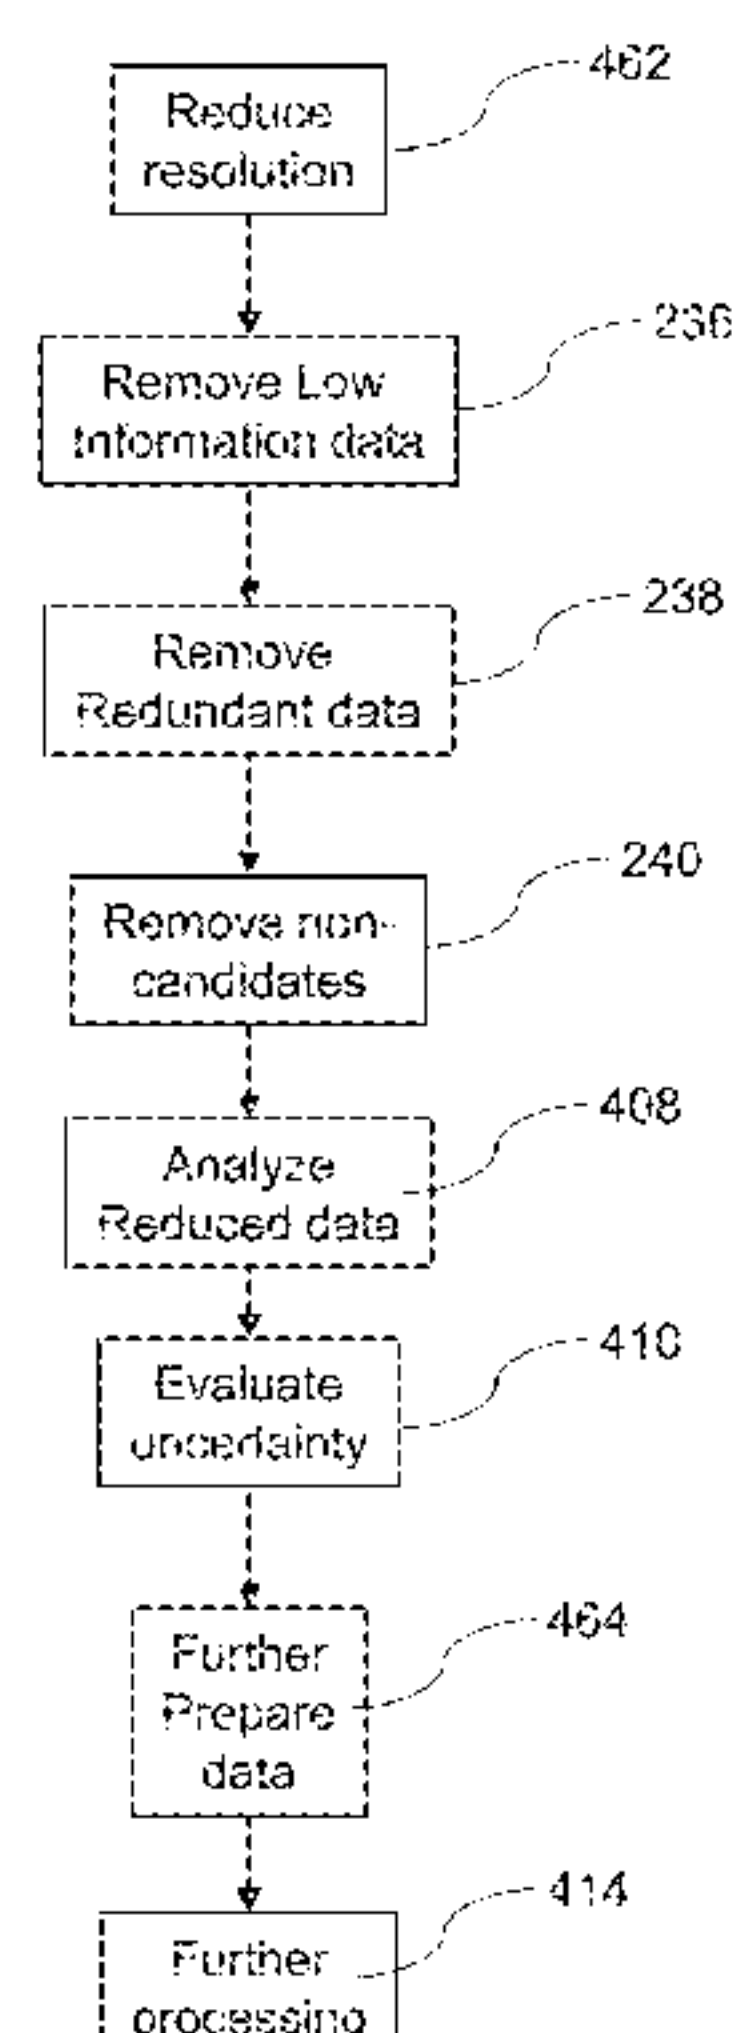 462
Reduce
resolution
236
Remove Low
Information data
238
Remove
Redundant data
240
Remove non-
candidates
408
Analyze
Reduced data
410
Evaluate
uncertainty
464
Further
Prepare
data
414
Further
processing